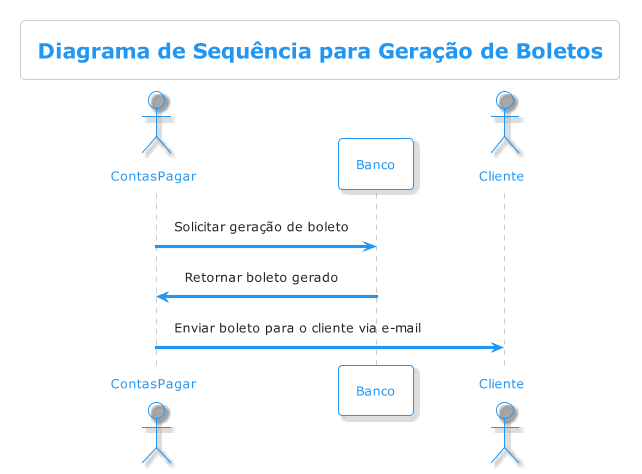 Diagrama de Sequência para Geração de Boletos
ContasPagar
Banco
Cliente
Solicitar geração de boleto
Retornar boleto gerado
Enviar boleto para o cliente via e-mail
ContasPagar
Banco
Cliente